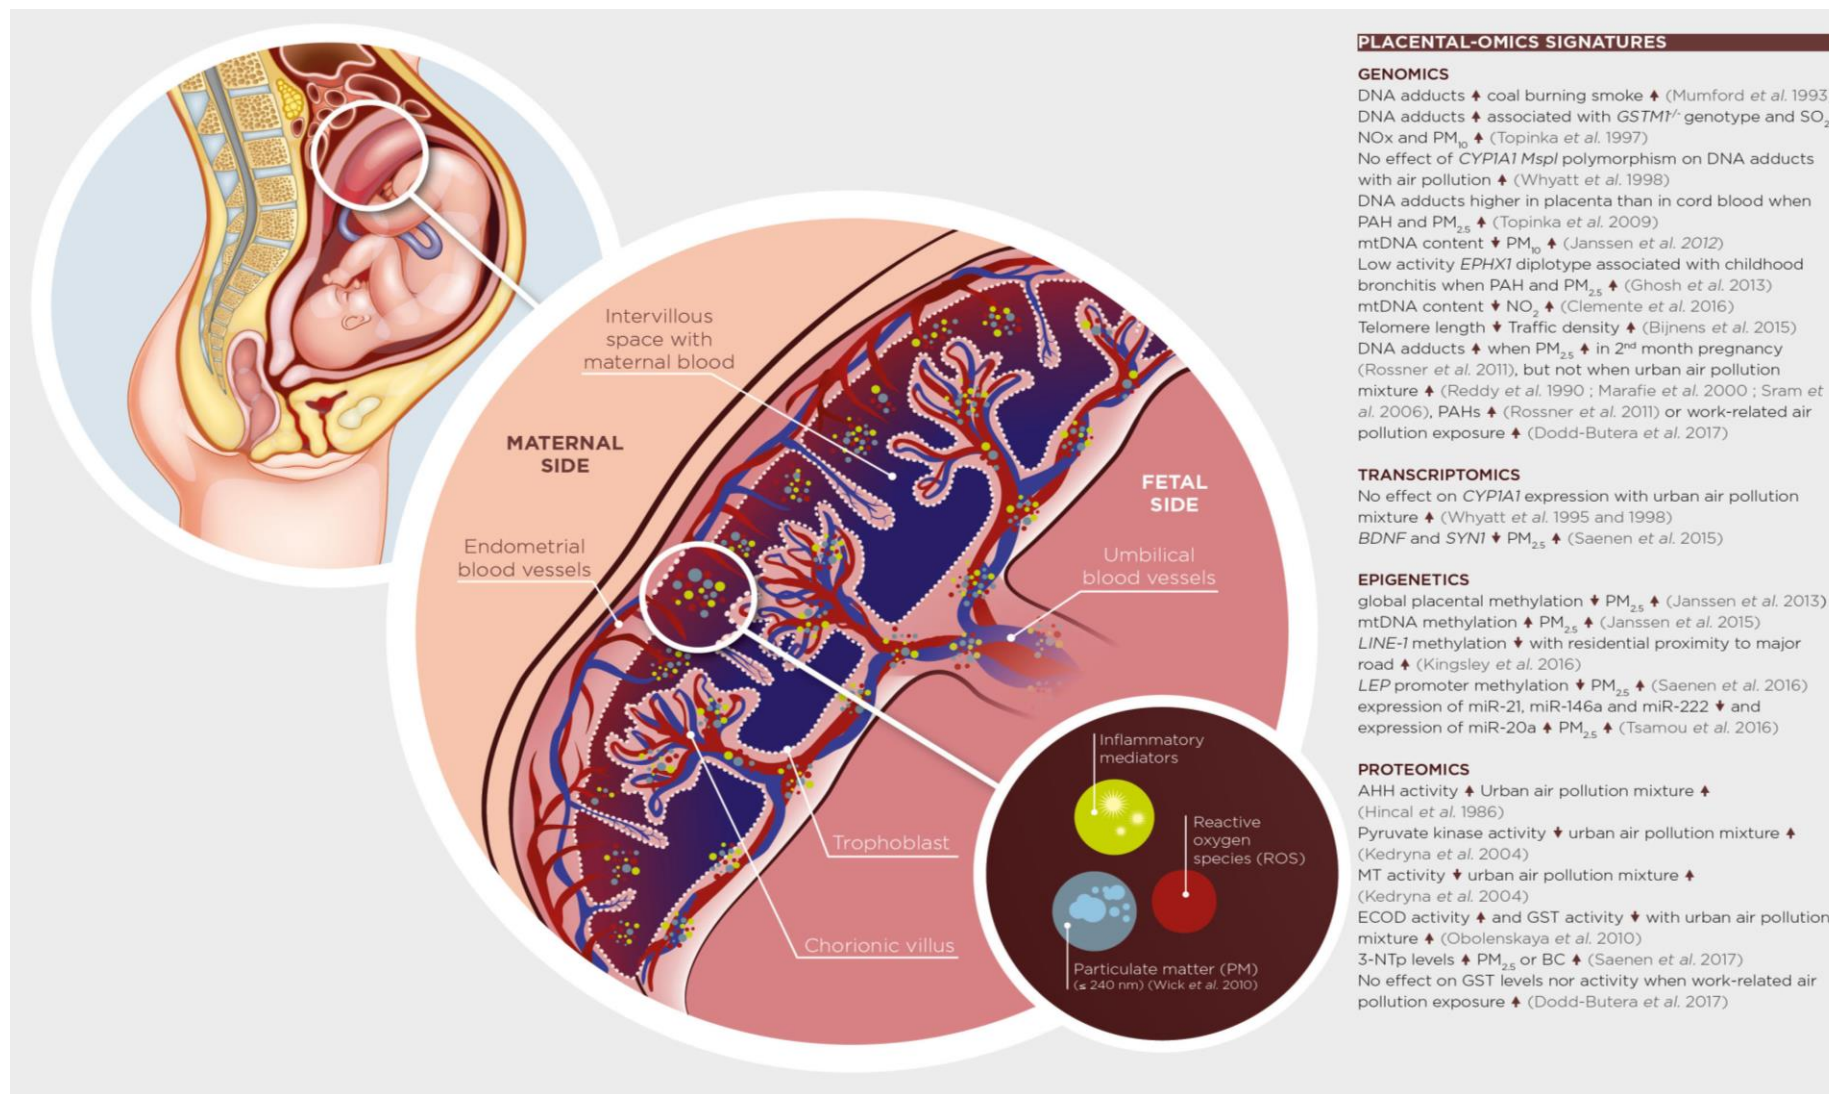 Intervillous
space with
maternal blood
MATERNAL
SIDE
Endometrial
blood vessels
FETAL
SIDE
Umbilical
blood vessels
Trophoblast
Chorionic villus
Inflammatory
mediators
Reactive
oxygen
species (ROS)
Particulate matter (PM)
(≤ 240 nm) (Wick et al. 2010)
PLACENTAL-OMICS SIGNATURES
GENOMICS
DNA adducts ↑ coal burning smoke ↑ (Mumford et al. 1993
DNA adducts ↑ associated with GSTM1-/- genotype and SO2
NOx and PM10 ↑ (Topinka et al. 1997)
No effect of CYP1A1 MspI polymorphism on DNA adducts
with air pollution ↑ (Whyatt et al. 1998)
DNA adducts higher in placenta than in cord blood when
PAH and PM2.5 ↑ (Topinka et al. 2009)
mtDNA content ↓ PM10 ↑ (Janssen et al. 2012)
Low activity EPHX1 diplotype associated with childhood
bronchitis when PAH and PM2.5 ↑ (Ghosh et al. 2013)
mtDNA content ↓ NO2 ↑ (Clemente et al. 2016)
Telomere length ↓ Traffic density ↑ (Bijnens et al. 2015)
DNA adducts ↑ when PM2.5 ↑ in 2nd month pregnancy
(Rossner et al. 2011), but not when urban air pollution
mixture ↑ (Reddy et al. 1990 ; Marafie et al. 2000 ; Sram et
al. 2006), PAHs ↑ (Rossner et al. 2011) or work-related air
pollution exposure ↑ (Dodd-Butera et al. 2017)
TRANSCRIPTOMICS
No effect on CYP1A1 expression with urban air pollution
mixture ↑ (Whyatt et al. 1995 and 1998)
BDNF and SYN1 ↓ PM2.5 ↑ (Saenen et al. 2015)
EPIGENETICS
global placental methylation ↓ PM2.5 ↑ (Janssen et al. 2013)
mtDNA methylation ↑ PM2.5 ↑ (Janssen et al. 2015)
LINE-1 methylation ↓ with residential proximity to major
road ↑ (Kingsley et al. 2016)
LEP promoter methylation ↓ PM2.5 ↑ (Saenen et al. 2016)
expression of miR-21, miR-146a and miR-222 ↓ and
expression of miR-20a ↑ PM2.5 ↑ (Tsamou et al. 2016)
PROTEOMICS
AHH activity ↑ Urban air pollution mixture ↑
(Hincal et al. 1986)
Pyruvate kinase activity ↓ urban air pollution mixture ↑
(Kedryna et al. 2004)
MT activity ↓ urban air pollution mixture ↑
(Kedryna et al. 2004)
ECOD activity ↑ and GST activity ↓ with urban air pollution
mixture ↑ (Obolenskaya et al. 2010)
3-NTp levels ↑ PM2.5 or BC ↑ (Saenen et al. 2017)
No effect on GST levels nor activity when work-related air
pollution exposure ↑ (Dodd-Butera et al. 2017)